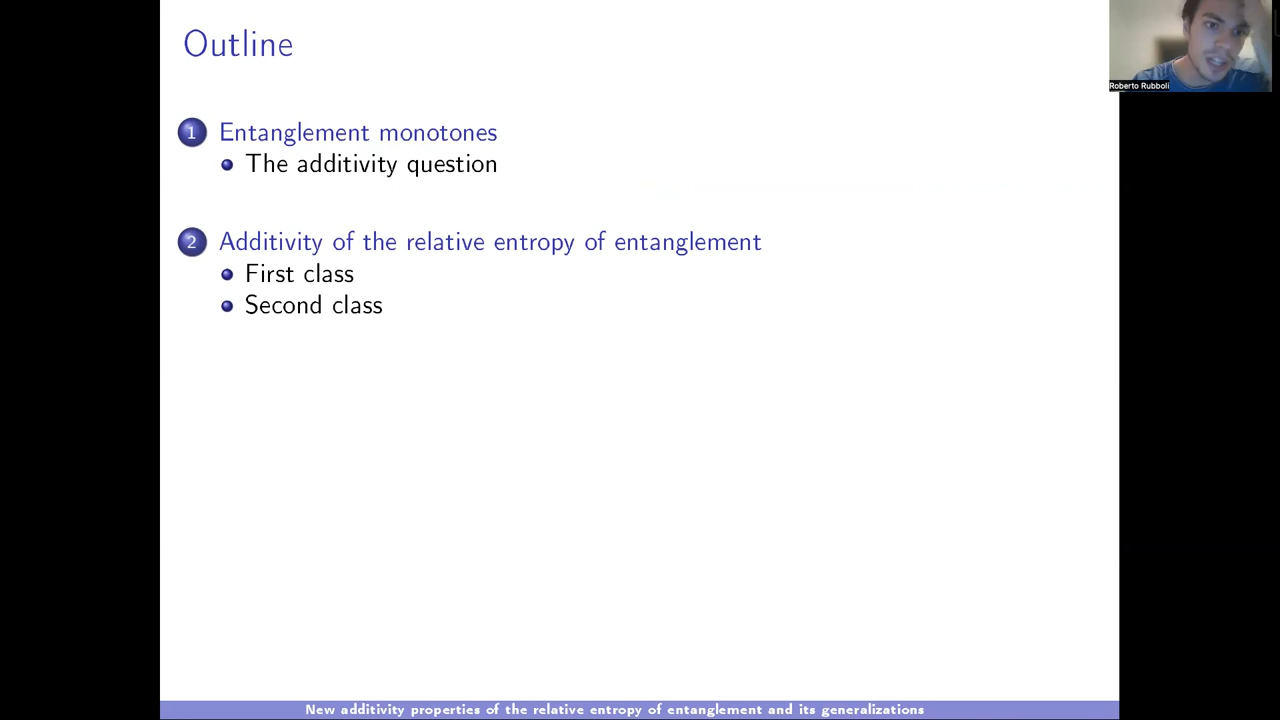 Outline
Roberto Rubboli
1 Entanglement monotones
The additivity question
2 Additivity of the relative entropy of entanglement
First class
Second class
New additivity properties of the relative entropy of entanglement and its generalizations